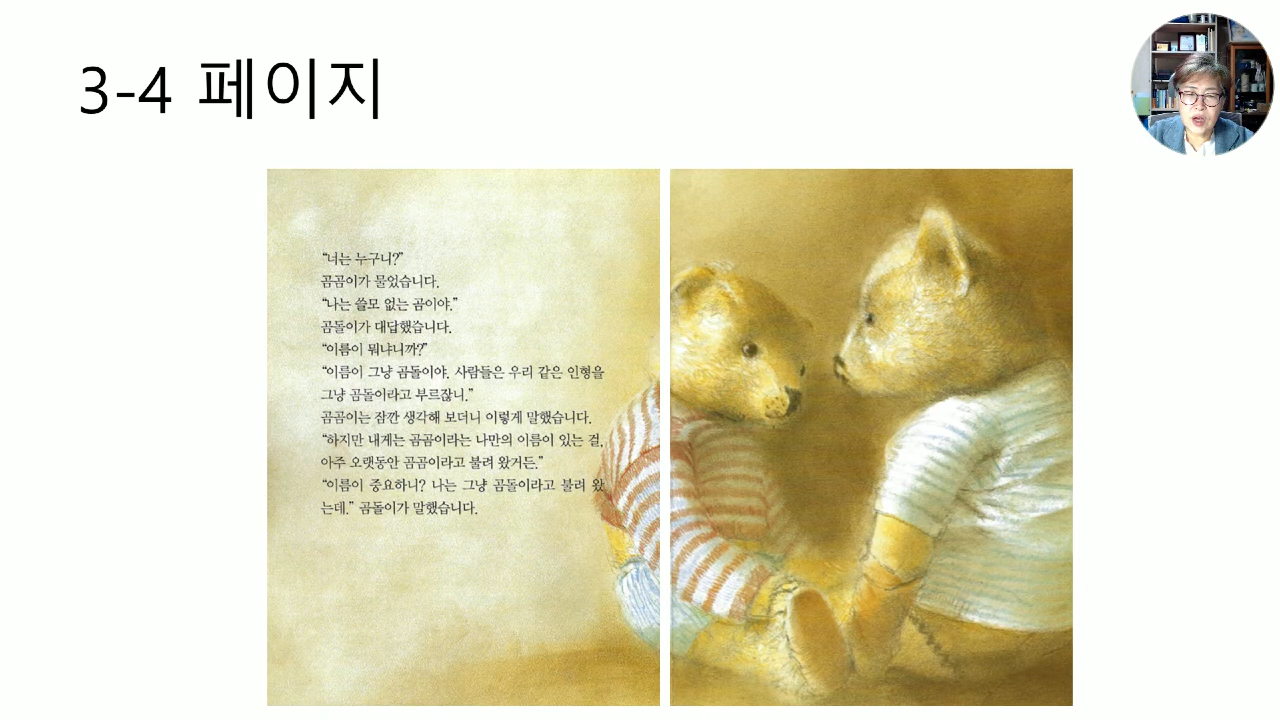 3-4 페이지
“너는 누구니?”
곰곰이가 물었습니다.
“나는 쓸모 없는 곰이야.”
곰돌이가 대답했습니다.
“이름이 뭐냐니까?”
“이름이 그냥 곰돌이야. 사람들은 우리 같은 인형을
그냥 곰돌이라고 부르잖니.”
곰곰이는 잠깐 생각해 보더니 이렇게 말했습니다.
“하지만 내게는 곰곰이라는 나만의 이름이 있는 걸,
아주 오랫동안 곰곰이라고 불려 왔거든.”
“이름이 중요하니? 나는 그냥 곰돌이라고 불려 왔
는데.” 곰돌이가 말했습니다.